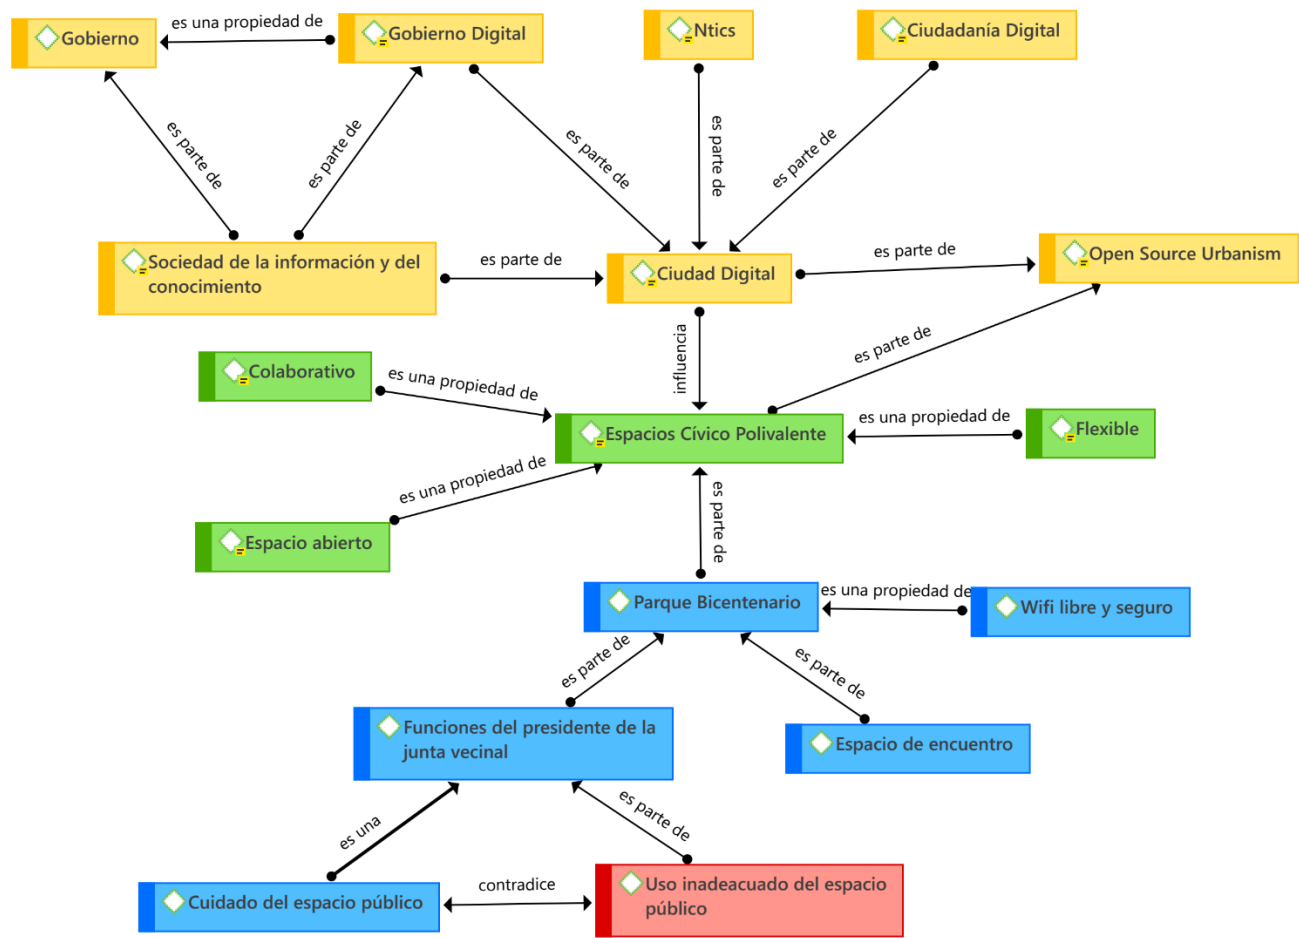 es una propiedad de
Gobierno
Gobierno Digital
Ntics
Ciudadanía Digital
es parte de
es parte de
es parte de
es parte de
es parte de
Sociedad de la información y del
conocimiento
es parte de
Ciudad Digital
es parte de
Open Source Urbanism
influencia
es parte de
Colaborativo
es una propiedad de
Espacios Cívico Polivalente
es una propiedad de
Flexible
es una propiedad de
Espacio abierto
es parte de
Parque Bicentenario
es una propiedad de
Wifi libre y seguro
es parte de
es parte de
Funciones del presidente de la
junta vecinal
Espacio de encuentro
es una
es parte de
Cuidado del espacio público
contradice
Uso inadeacuado del espacio
público